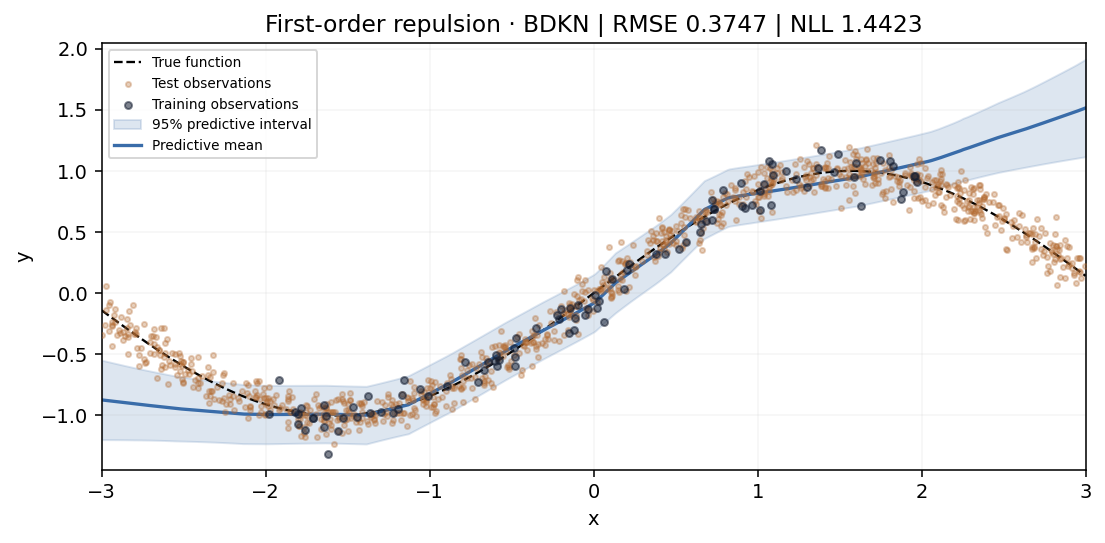 First-order repulsion · BDKN | RMSE 0.3747 | NLL 1.4423
2.0
1.5
1.0
0.5
0.0
−0.5
−1.0
y
True function
Test observations
Training observations
95% predictive interval
Predictive mean
−3
−2
−1
0
1
2
3
x